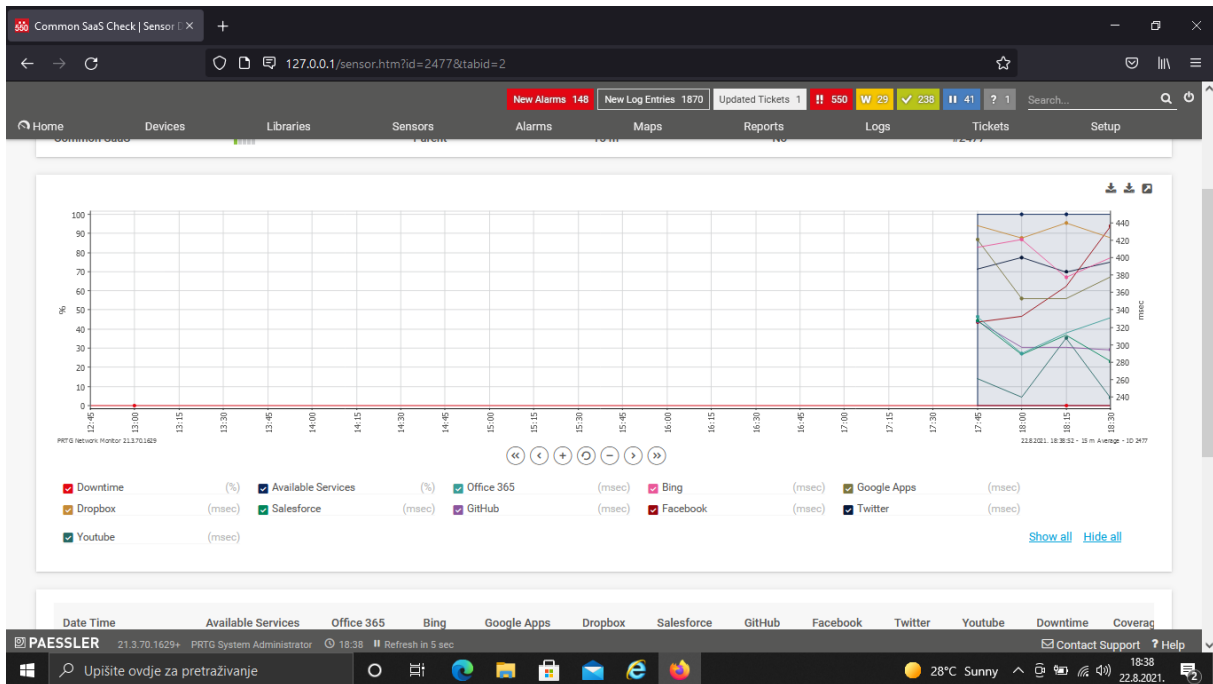 Common SaaS Check | Sensor D
127.0.0.1/sensor.htm?id=2477&tabid=2
New Alarms 148 New Log Entries 1870 Updated Tickets 1 550 W 29 238 41 ? 1 Search...
Home Devices Libraries Sensors Alarms Maps Reports Logs Tickets Setup
Common SaaS Parent 15 m No #2477
100
90
80
70
60
50
40
30
20
10
0
%
440
420
400
380
360
340
320
300
280
260
240
msec
12:45 13:00 13:15 13:30 13:45 14:00 14:15 14:30 14:45 15:00 15:15 15:30 15:45 16:00 16:15 16:30 16:45 17:00 17:15 17:30 17:45 18:00 18:15 18:30
PRTG Network Monitor 21.3.70.1629 22.8.2021. 18:38:52 - 15 m Average - ID 2477
Downtime (%) Available Services (%) Office 365 (msec) Bing (msec) Google Apps (msec)
Dropbox (msec) Salesforce (msec) GitHub (msec) Facebook (msec) Twitter (msec)
Youtube (msec) Show all Hide all
Date Time Available Services Office 365 Bing Google Apps Dropbox Salesforce GitHub Facebook Twitter Youtube Downtime Coverag
PAESSLER 21.3.70.1629+ PRTG System Administrator 18:38 Refresh in 5 sec Contact Support ? Help
Upišite ovdje za pretraživanje 28°C Sunny 18:38
22.8.2021. 2